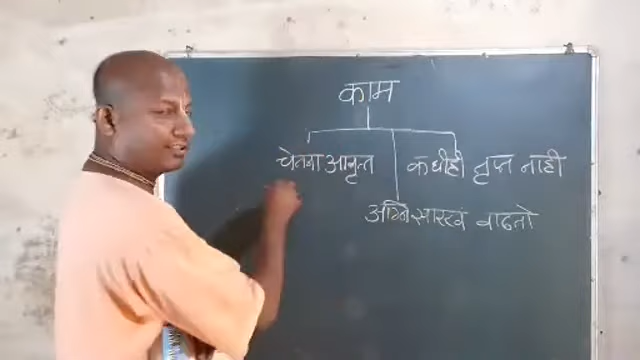 काम
चेतना आवृत्त कधीही तृप्त नाही
अग्निसारखं वाढतो